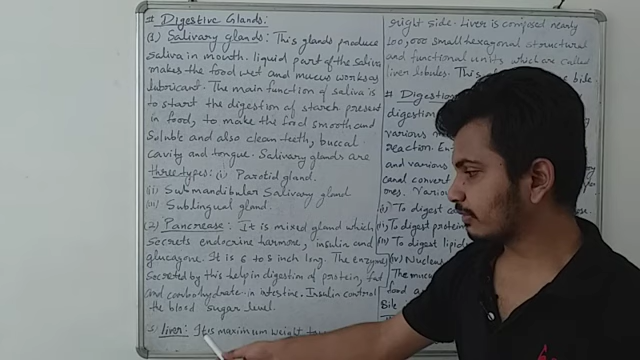 # Digestive Glands:
(1) Salivary glands: This glands produce
saliva in mouth. liquid part of the saliva
makes the food wet and mucus works as
lubricant. The main function of saliva is
to start the digestion of starch present
in food, to make the food smooth and
Soluble and also clean teeth, buccal
cavity and tongue. Salivary glands are
three types: (i) Parotid gland.
(ii) Submandibular Salivary gland
(iii) Sublingual gland.
(2) Pancrease: It is mixed gland which
Secrets endocrine harmone, insulin and
glucagone. It is 6 to 8 inch long. The enzyme
Secreted by this help in digestion of protein, fat
and carbohydrate in intestine. Insulin control
the blood sugar level.
liver: It is maximum weight
right side. Liver is composed nearly
100,000 small hexagonal structural
and functional units which are called
liver lobules. This bile
# Digestion
digestion
various
reaction. En
and various
canal convert
ones. Vario
To digest
To digest protein
(iii) To digest lipid
(iv) Nucleus
The muca
food a
Bile